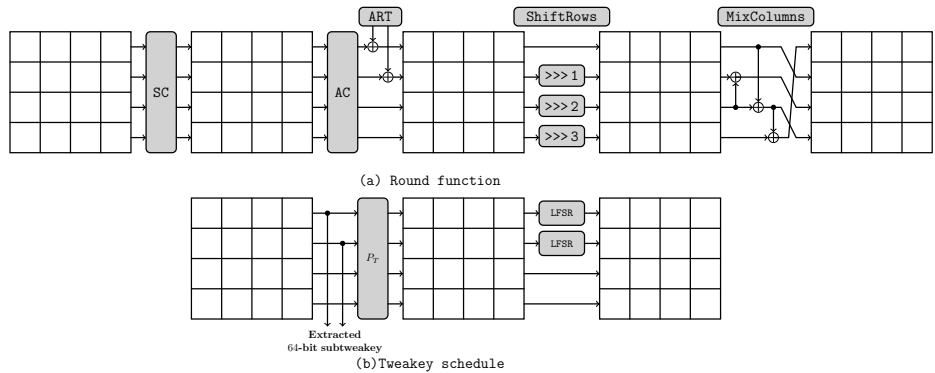 ART
ShiftRows
MixColumns
SC
AC
>>> 1
>>> 2
>>> 3
(a) Round function
P_T
LFSR
LFSR
Extracted
64-bit subtweakey
(b)Tweakey schedule